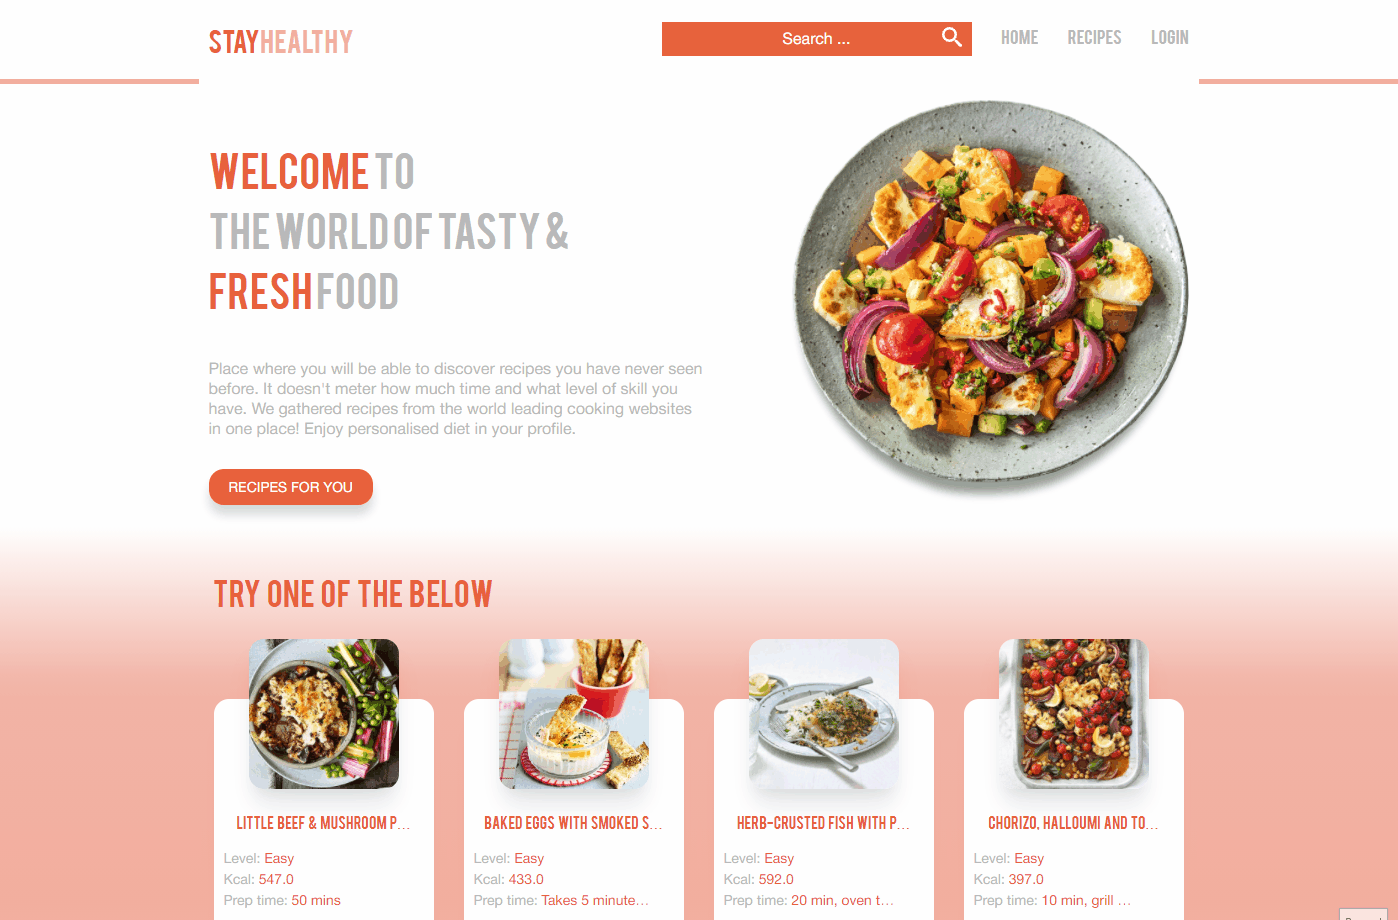 STAYHEALTHY
Search ...
HOME
RECIPES
LOGIN
WELCOME TO
THE WORLD OF TASTY &
FRESH FOOD
Place where you will be able to discover recipes you have never seen
before. It doesn't meter how much time and what level of skill you
have. We gathered recipes from the world leading cooking websites
in one place! Enjoy personalised diet in your profile.
RECIPES FOR YOU
TRY ONE OF THE BELOW
LITTLE BEEF & MUSHROOM P...
Level: Easy
Kcal: 547.0
Prep time: 50 mins
BAKED EGGS WITH SMOKED S...
Level: Easy
Kcal: 433.0
Prep time: Takes 5 minute...
HERB-CRUSTED FISH WITH P...
Level: Easy
Kcal: 592.0
Prep time: 20 min, oven t...
CHORIZO, HALLOUMI AND TO...
Level: Easy
Kcal: 397.0
Prep time: 10 min, grill ...